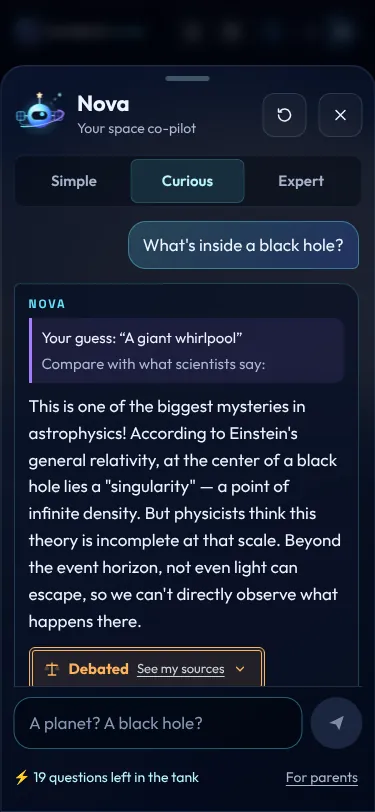 Nova
Your space co-pilot
Simple
Curious
Expert
What's inside a black hole?
NOVA
Your guess: “A giant whirlpool”
Compare with what scientists say:
This is one of the biggest mysteries in
astrophysics! According to Einstein's
general relativity, at the center of a black
hole lies a "singularity" — a point of
infinite density. But physicists think this
theory is incomplete at that scale. Beyond
the event horizon, not even light can
escape, so we can't directly observe what
happens there.
Debated See my sources
A planet? A black hole?
⚡ 19 questions left in the tank
For parents